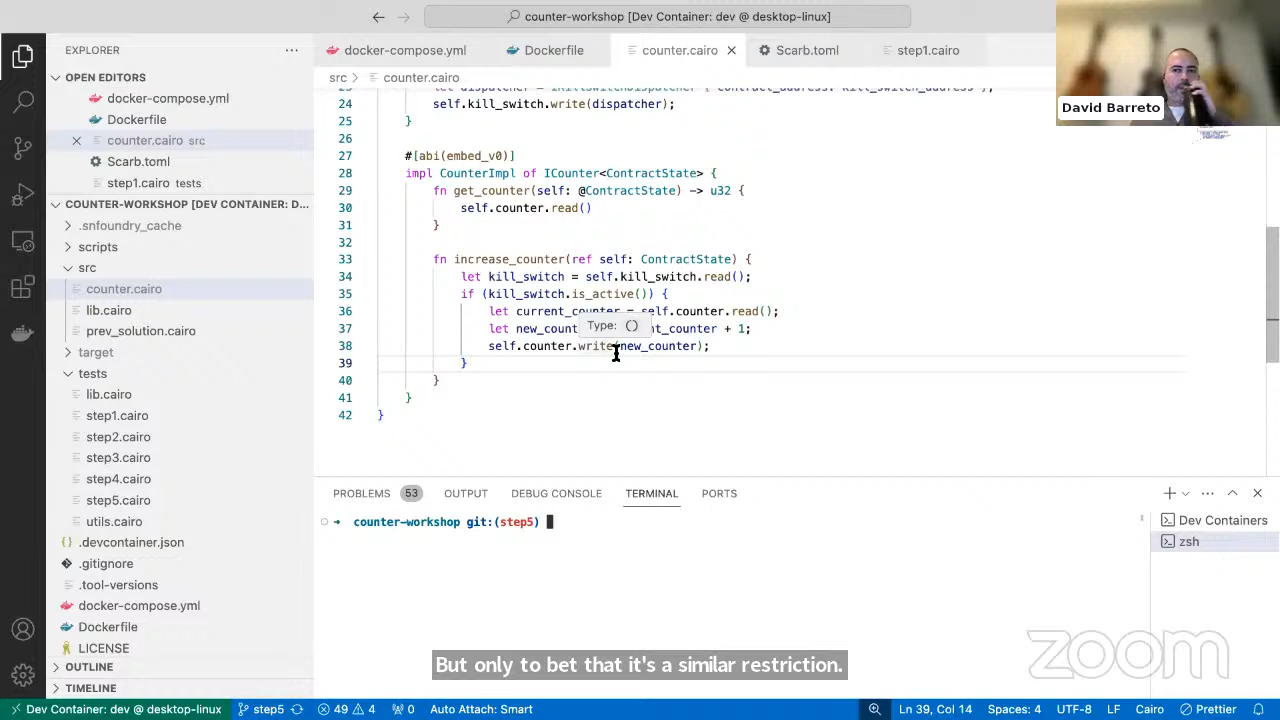 counter-workshop [Dev Container: dev @ desktop-linux]
EXPLORER
docker-compose.yml
Dockerfile
counter.cairo
Scarb.toml
step1.cairo
David Barreto
OPEN EDITORS
docker-compose.yml
Dockerfile
counter.cairo src
Scarb.toml
step1.cairo tests
COUNTER-WORKSHOP [DEV CONTAINER: D...
.snfoundry_cache
scripts
src
counter.cairo
lib.cairo
prev_solution.cairo
target
tests
lib.cairo
step1.cairo
step2.cairo
step3.cairo
step4.cairo
step5.cairo
utils.cairo
.devcontainer.json
.gitignore
.tool-versions
docker-compose.yml
Dockerfile
LICENSE
OUTLINE
TIMELINE
src > counter.cairo
23 let dispatcher = IKillSwitchDispatcher { contract_address: kill_switch_address };
24 self.kill_switch.write(dispatcher);
25 }
26
27 #[abi(embed_v0)]
28 impl CounterImpl of ICounter<ContractState> {
29 fn get_counter(self: @ContractState) -> u32 {
30 self.counter.read()
31 }
32
33 fn increase_counter(ref self: ContractState) {
34 let kill_switch = self.kill_switch.read();
35 if (kill_switch.is_active()) {
36 let current_counter = self.counter.read();
Type: ()
37 let new_count nt_counter + 1;
38 self.counter.write(new_counter);
39 }
40 }
41 }
42 }
PROBLEMS 53 OUTPUT DEBUG CONSOLE TERMINAL PORTS
counter-workshop git:(step5)
Dev Containers
zsh
zoom
But only to bet that it's a similar restriction.
Dev Container: dev @ desktop-linux step5 49 4 0 Auto Attach: Smart Ln 39, Col 14 Spaces: 4 UTF-8 LF Cairo Prettier